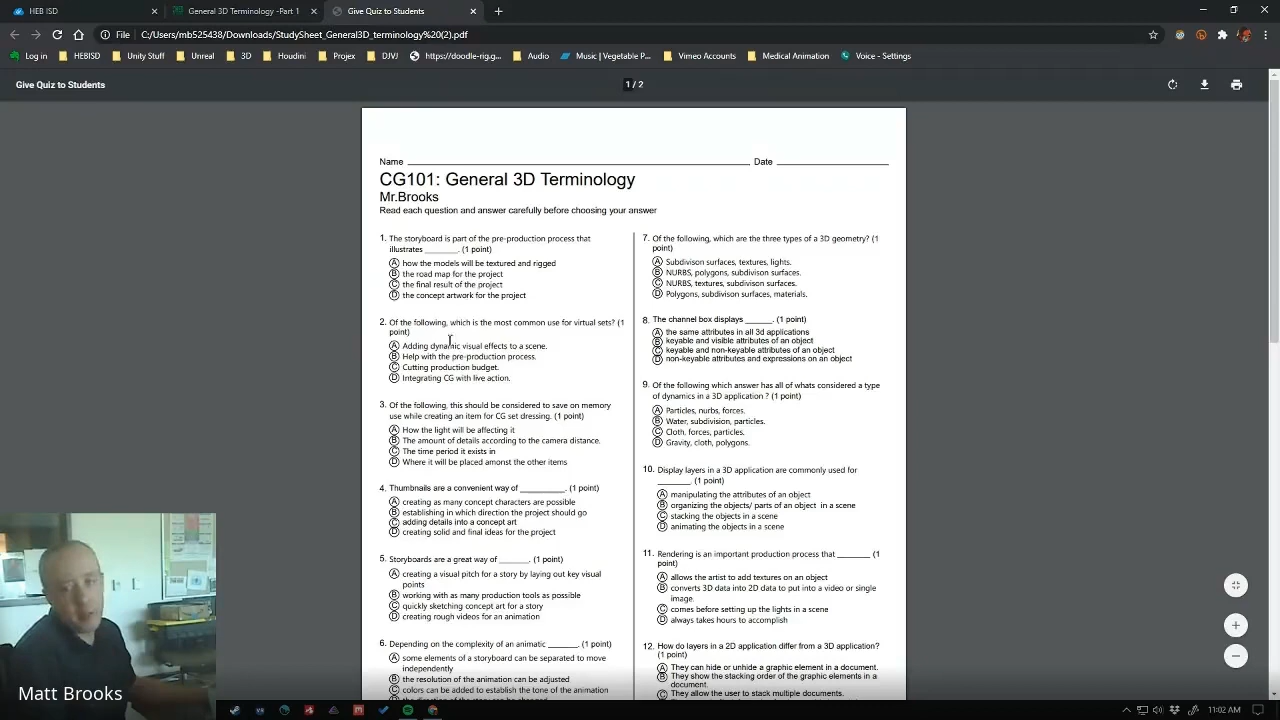 HEB ISD
General 3D Terminology -Part 1
Give Quiz to Students
File
C:/Users/mb525438/Downloads/StudySheet_General3D_terminology%20(2).pdf
Log in
HEBISD
Unity Stuff
Unreal
3D
Houdini
Projex
DJVJ
https://doodle-rig.g...
Audio
Music | Vegetable P...
Vimeo Accounts
Medical Animation
Voice - Settings
Give Quiz to Students
1 / 2
Name ________ Date ________
CG101: General 3D Terminology
Mr.Brooks
Read each question and answer carefully before choosing your answer
1. The storyboard is part of the pre-production process that
illustrates ________. (1 point)
A how the models will be textured and rigged
B the road map for the project
C the final result of the project
D the concept artwork for the project
2. Of the following, which is the most common use for virtual sets? (1
point)
A Adding dynamic visual effects to a scene.
B Help with the pre-production process.
C Cutting production budget.
D Integrating CG with live action.
3. Of the following, this should be considered to save on memory
use while creating an item for CG set dressing. (1 point)
A How the light will be affecting it
B The amount of details according to the camera distance.
C The time period it exists in
D Where it will be placed amonst the other items
4. Thumbnails are a convenient way of __________. (1 point)
A creating as many concept characters are possible
B establishing in which direction the project should go
C adding details into a concept art
D creating solid and final ideas for the project
5. Storyboards are a great way of _______. (1 point)
A creating a visual pitch for a story by laying out key visual
points
B working with as many production tools as possible
C quickly sketching concept art for a story
D creating rough videos for an animation
6. Depending on the complexity of an animatic _______. (1 point)
A some elements of a storyboard can be separated to move
independently
B the resolution of the animation can be adjusted
C colors can be added to establish the tone of the animation
7. Of the following, which are the three types of a 3D geometry? (1
point)
A Subdivison surfaces, textures, lights.
B NURBS, polygons, subdivison surfaces.
C NURBS, textures, subdivison surfaces.
D Polygons, subdivison surfaces, materials.
8. The channel box displays ______. (1 point)
A the same attributes in all 3d applications
B keyable and visible attributes of an object
C keyable and non-keyable attributes of an object
D non-keyable attributes and expressions on an object
9. Of the following which answer has all of whats considered a type
of dynamics in a 3D application ? (1 point)
A Particles, nurbs, forces.
B Water, subdivision, particles.
C Cloth, forces, particles.
D Gravity, cloth, polygons.
10. Display layers in a 3D application are commonly used for
________. (1 point)
A manipulating the attributes of an object
B organizing the objects/ parts of an object in a scene
C stacking the objects in a scene
D animating the objects in a scene
11. Rendering is an important production process that ________ (1
point)
A allows the artist to add textures on an object
B converts 3D data into 2D data to put into a video or single
image.
C comes before setting up the lights in a scene
D always takes hours to accomplish
12. How do layers in a 2D application differ from a 3D application?
(1 point)
A They can hide or unhide a graphic element in a document.
B They show the stacking order of the graphic elements in a
document.
C They allow the user to stack multiple documents.
Matt Brooks
11:02 AM